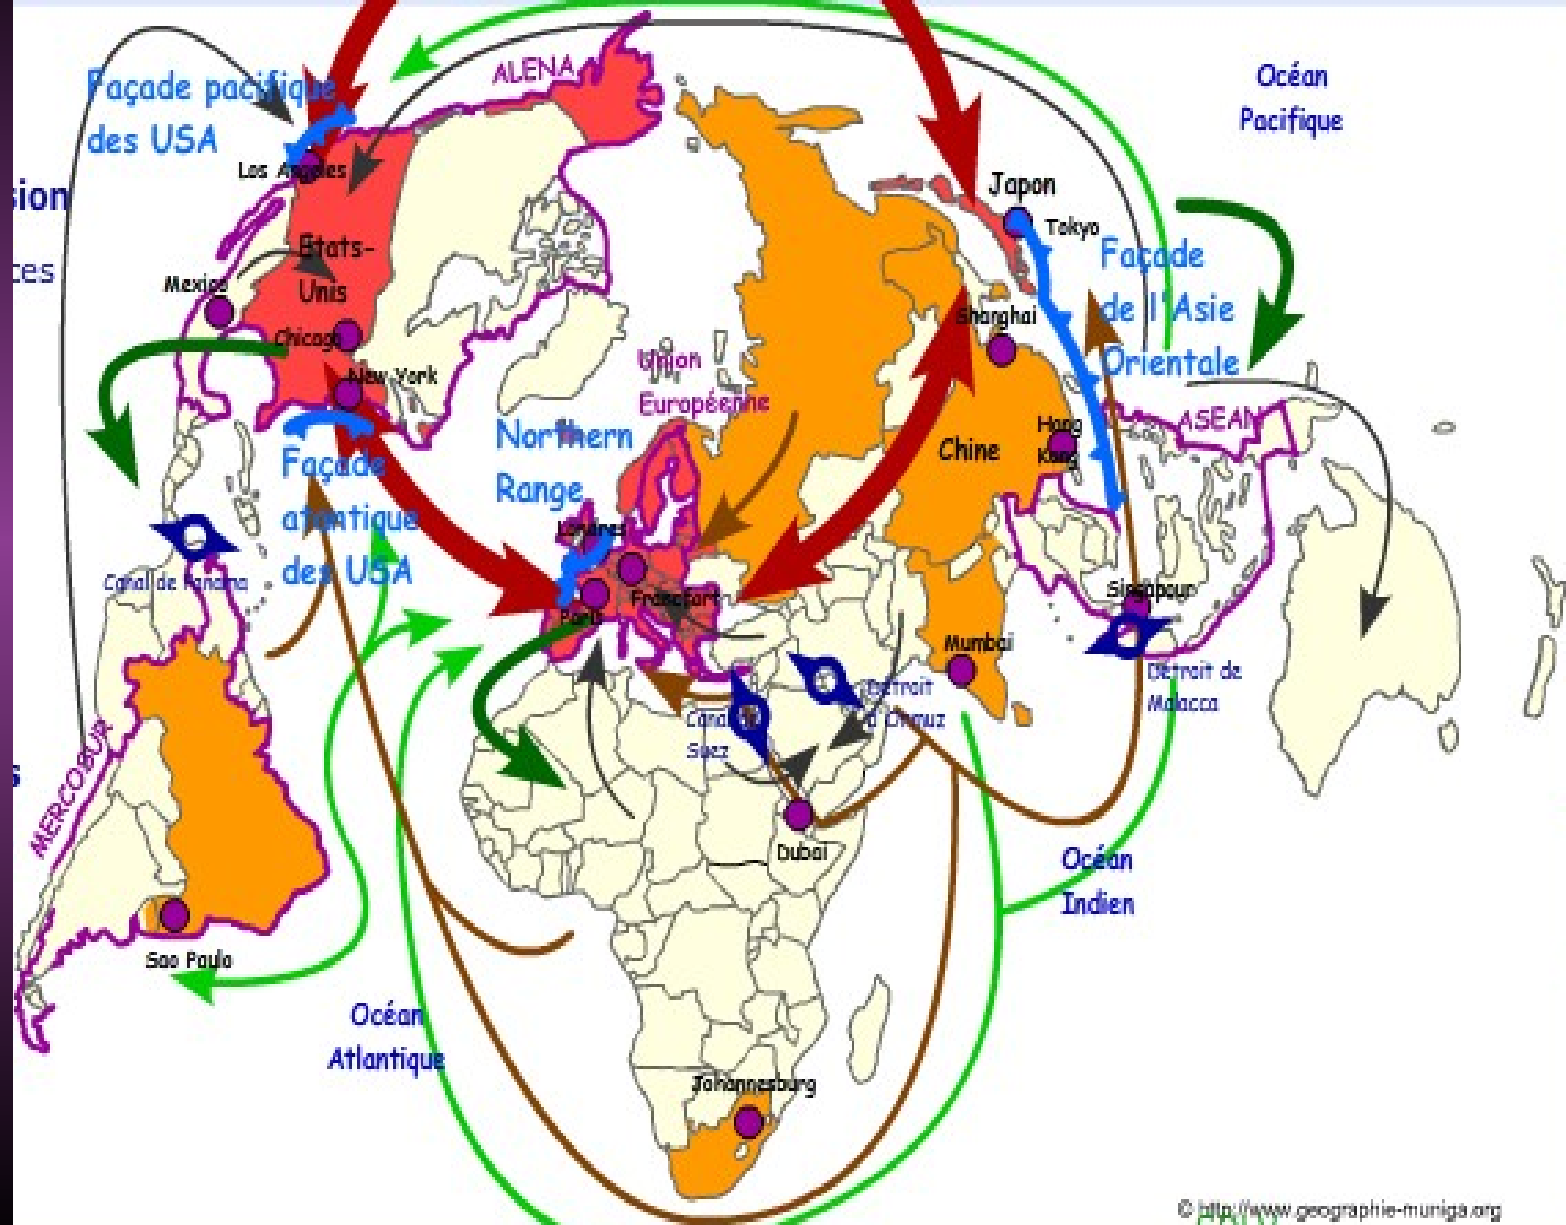 Façade pacifique
des USA
ALENA
Océan
Pacifique
sion
ces
s
Los Angeles
Japon
Tokyo
Etats-
Unis
Mexico
Chicago
New York
Façade
de l'Asie
Orientale
Shanghai
Union
Européenne
Northern
Range
ASEAN
Hong
Kong
Chine
Façade
atlantique
des USA
Londres
Canal de Panama
Francfort
Paris
Singapour
Mumbai
Détroit de
Malacca
Détroit
d'Ormuz
Canal de
Suez
MERCOSUR
Dubai
Océan
Indien
Sao Paulo
Océan
Atlantique
Johannesburg
© http://www.geographie-muniga.org